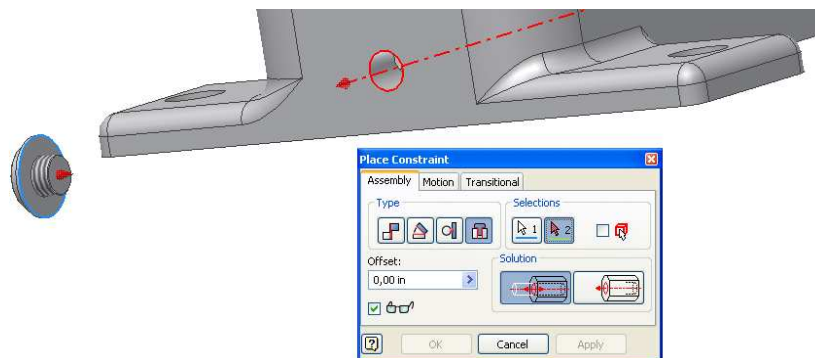 Place Constraint
Assembly Motion Transitional
Type
Selections
1 2
Offset:
0,00 in
Solution
OK Cancel Apply